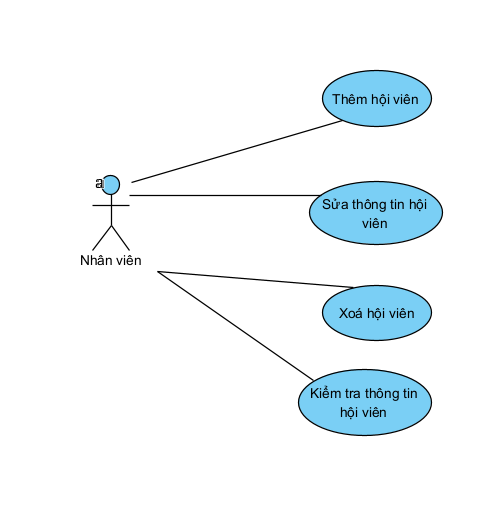 Thêm hội viên
a
Sửa thông tin hội
viên
Nhân viên
Xoá hội viên
Kiểm tra thông tin
hội viên